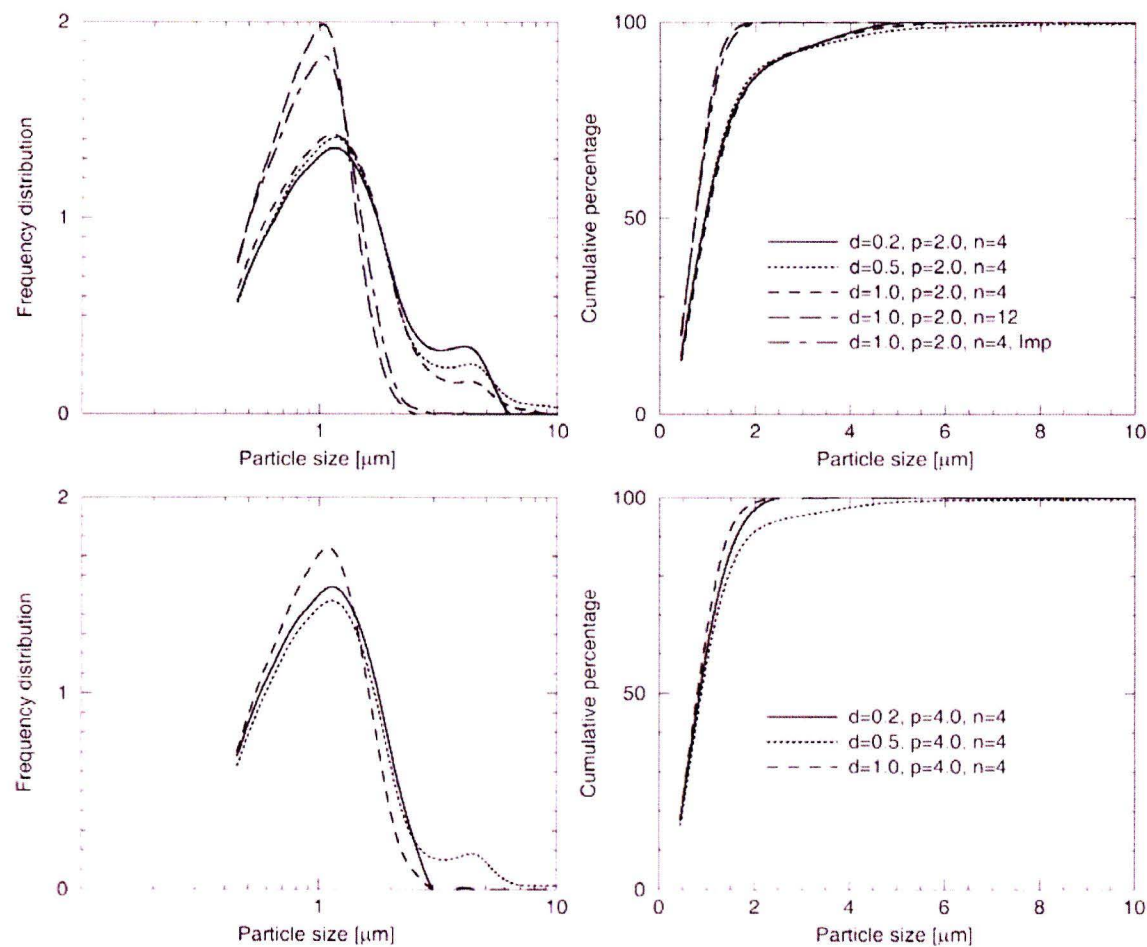 2
1
0
1
10
Frequency distribution
Particle size [μm]
100
50
0
0
2
4
6
8
10
Cumulative percentage
Particle size [μm]
d=0.2, p=2.0, n=4
d=0.5, p=2.0, n=4
d=1.0, p=2.0, n=4
d=1.0, p=2.0, n=12
d=1.0, p=2.0, n=4, Imp
2
1
0
1
10
Frequency distribution
Particle size [μm]
100
50
0
0
2
4
6
8
10
Cumulative percentage
Particle size [μm]
d=0.2, p=4.0, n=4
d=0.5. p=4.0, n=4
d=1.0, p=4.0, n=4